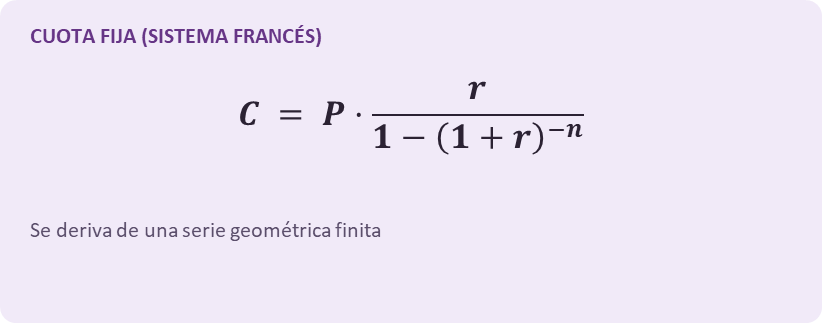 CUOTA FIJA (SISTEMA FRANCÉS)
C = P · r / 1 − (1 + r)^−n
Se deriva de una serie geométrica finita